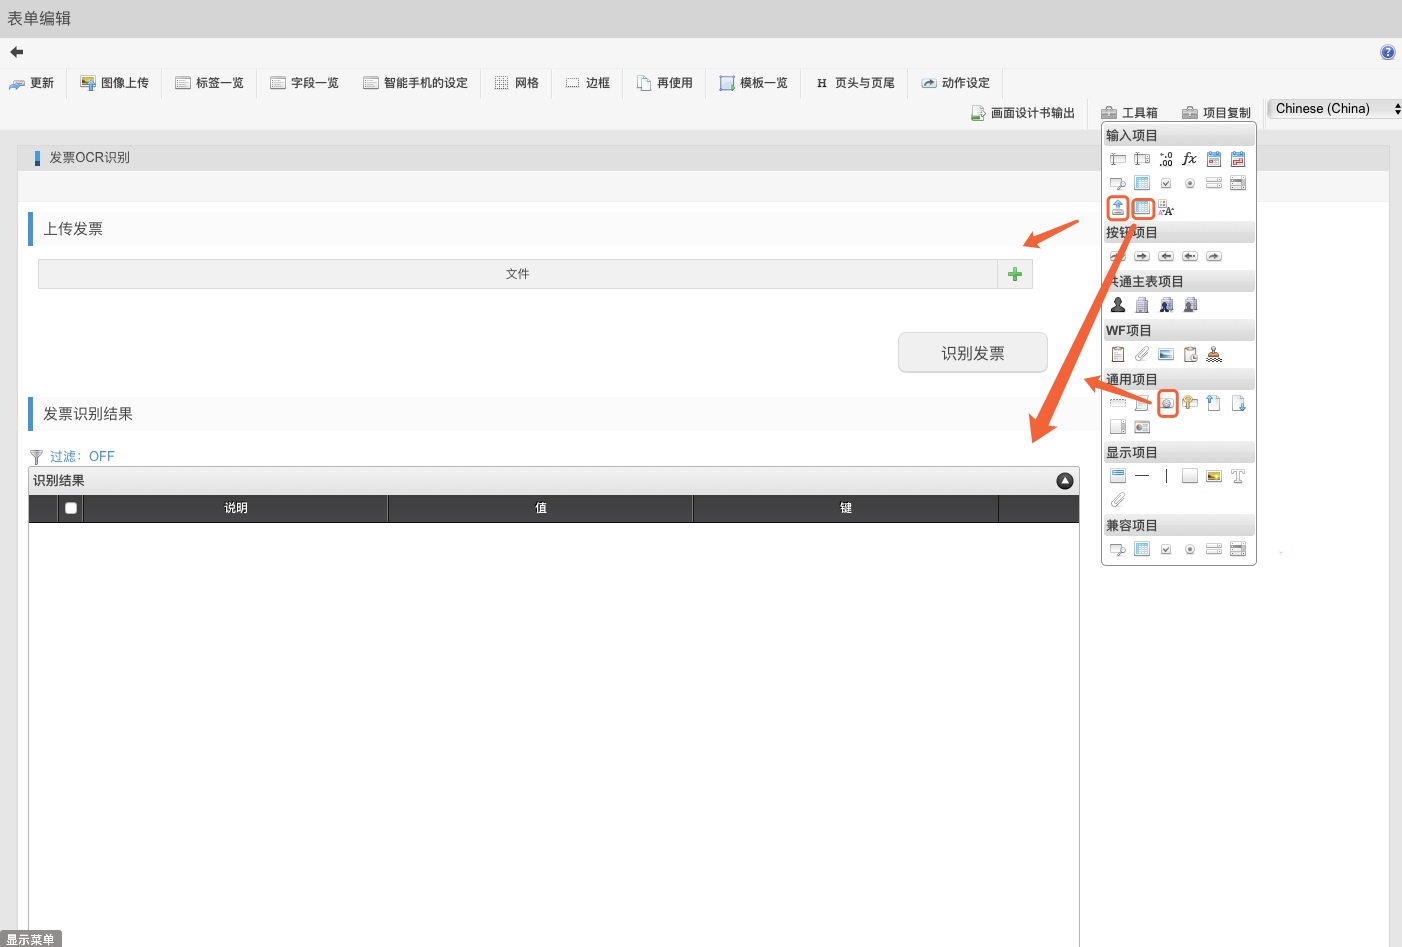 表单编辑
更新 图像上传 标签一览 字段一览 智能手机的设定 网格 边框 再使用 模板一览 H 页头与页尾 动作设定
画面设计书输出 工具箱 项目复制 Chinese (China)
输入项目
发票OCR识别
上传发票
按钮项目
文件
共通主表项目
WF项目
识别发票
通用项目
发票识别结果
显示项目
过滤：OFF
识别结果
说明 值 键
兼容项目
显示菜单